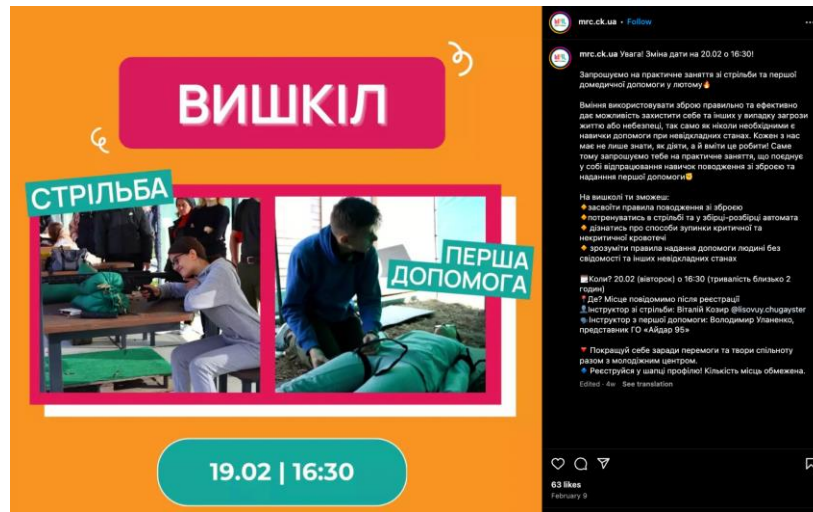 ВИШКІЛ
СТРІЛЬБА
ПЕРША
ДОПОМОГА
19.02 | 16:30
mrc.ck.ua • Follow
mrc.ck.ua Увага! Зміна дати на 20.02 о 16:30!
Запрошуємо на практичне заняття зі стрільби та першої
домедичної допомоги у лютому
Вміння використовувати зброю правильно та ефективно
дає можливість захистити себе та інших у випадку загрози
життю або небезпеці, так само як ніколи необхідними є
навички допомоги при невідкладних станах. Кожен з нас
має не лише знати, як діяти, а й вміти це робити! Саме
тому запрошуємо тебе на практичне заняття, що поєднує
у собі відпрацювання навичок поводження зі зброєю та
надання першої допомоги
На вишколі ти зможеш:
засвоїти правила поводження зі зброєю
потренуватись в стрільбі та у збірці-розбірці автомата
дізнатись про способи зупинки критичної та
некритичної кровотечі
зрозуміти правила надання допомоги людині без
свідомості та інших невідкладних станах
Коли? 20.02 (вівторок) о 16:30 (тривалість близько 2
годин)
Де? Місце повідомимо після реєстрації
Інструктор зі стрільби: Віталій Козир @lisovuy.chugayster
Інструктор з першої допомоги: Володимир Уланенко,
представник ГО «Айдар 95»
Покращуй себе заради перемоги та твори спільноту
разом з молодіжним центром.
Реєструйся у шапці профілю! Кількість місць обмежена.
Edited · 4w See translation
63 likes
February 9